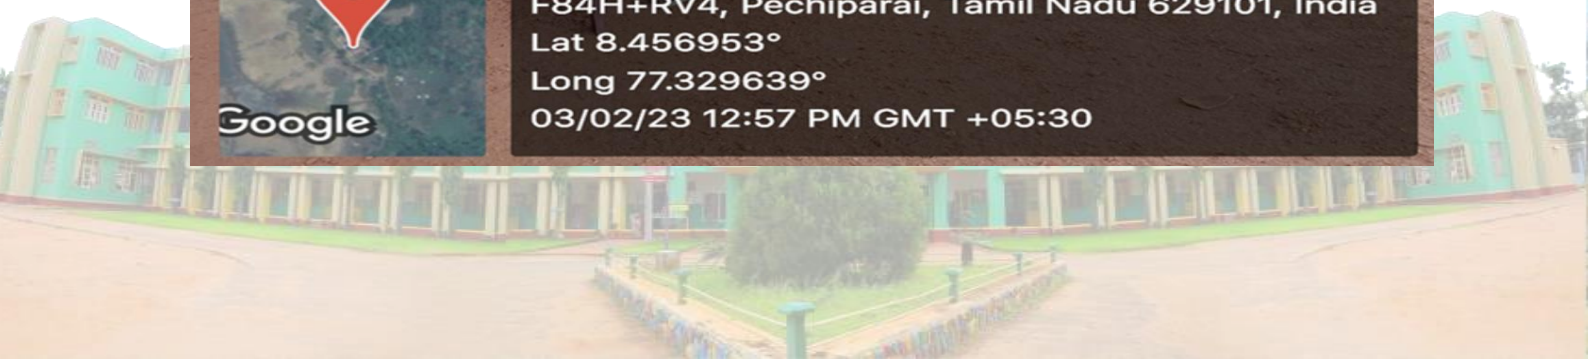 F84H+RV4, Pechiparai, Tamil Nadu 629101, India
Lat 8.456953°
Long 77.329639°
03/02/23 12:57 PM GMT +05:30
Google